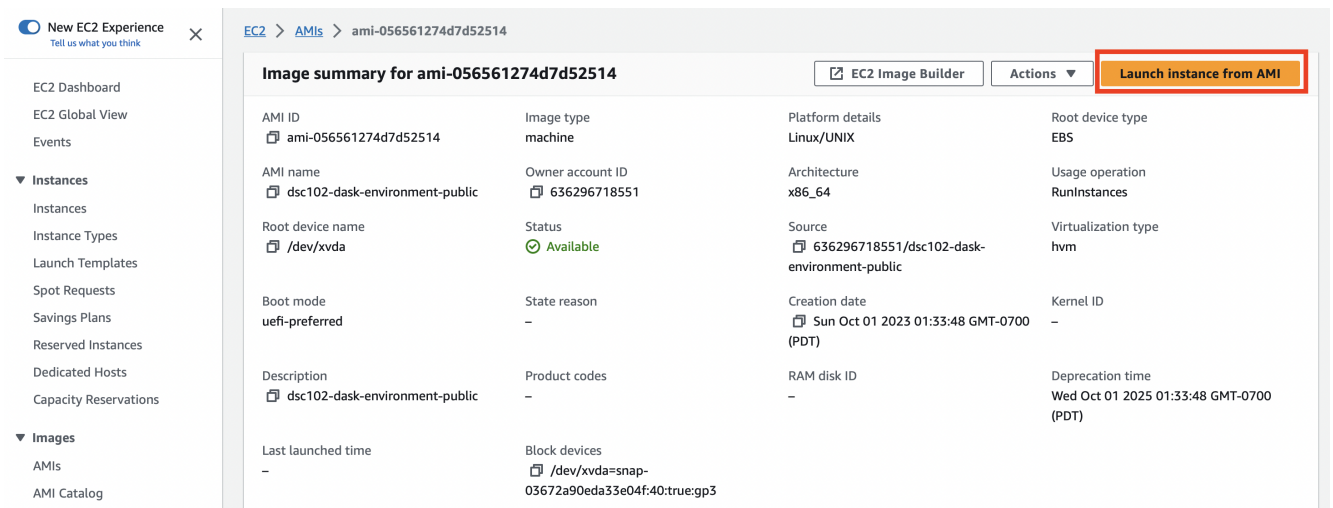 New EC2 Experience
Tell us what you think
EC2 Dashboard
EC2 Global View
Events
Instances
Instances
Instance Types
Launch Templates
Spot Requests
Savings Plans
Reserved Instances
Dedicated Hosts
Capacity Reservations
Images
AMIs
AMI Catalog
EC2 > AMIs > ami-056561274d7d52514
Image summary for ami-056561274d7d52514
EC2 Image Builder
Actions
Launch instance from AMI
AMI ID
ami-056561274d7d52514
Image type
machine
Platform details
Linux/UNIX
Root device type
EBS
AMI name
dsc102-dask-environment-public
Owner account ID
636296718551
Architecture
x86_64
Usage operation
RunInstances
Root device name
/dev/xvda
Status
Available
Source
636296718551/dsc102-dask-
environment-public
Virtualization type
hvm
Boot mode
uefi-preferred
State reason
–
Creation date
Sun Oct 01 2023 01:33:48 GMT-0700
(PDT)
Kernel ID
–
Description
dsc102-dask-environment-public
Product codes
–
RAM disk ID
–
Deprecation time
Wed Oct 01 2025 01:33:48 GMT-0700
(PDT)
Last launched time
–
Block devices
/dev/xvda=snap-
03672a90eda33e04f:40:true:gp3